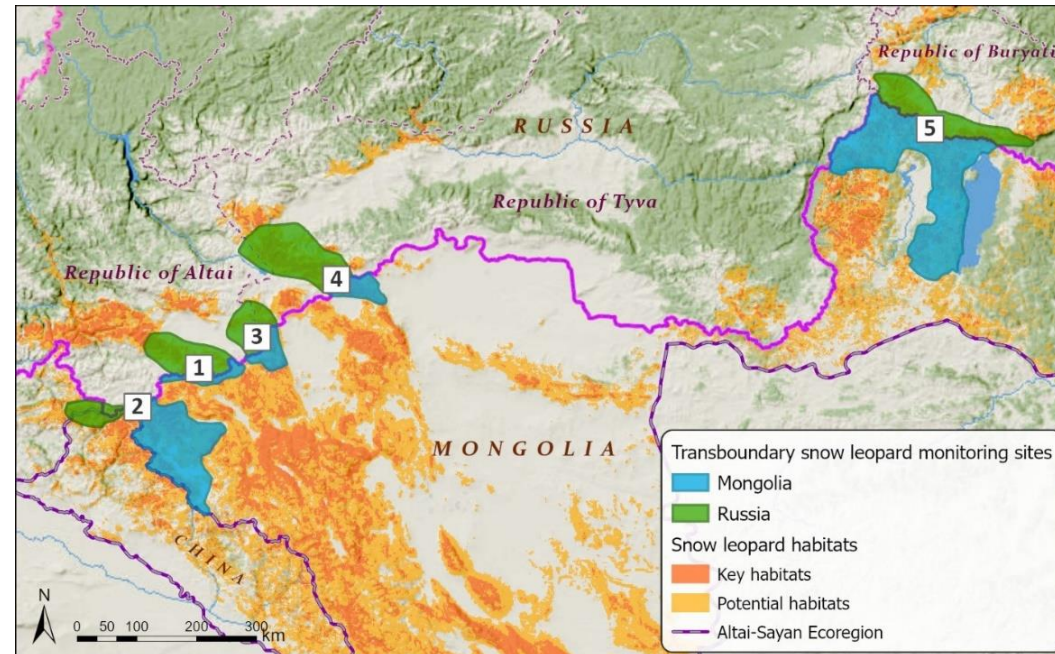 Republic of Buryati
RUSSIA
5
Republic of Tyva
Republic of Altai
4
3
1
2
MONGOLIA
CHINA
Transboundary snow leopard monitoring sites
Mongolia
Russia
Snow leopard habitats
Key habitats
Potential habitats
Altai-Sayan Ecoregion
N
0 50 100 200 300
km